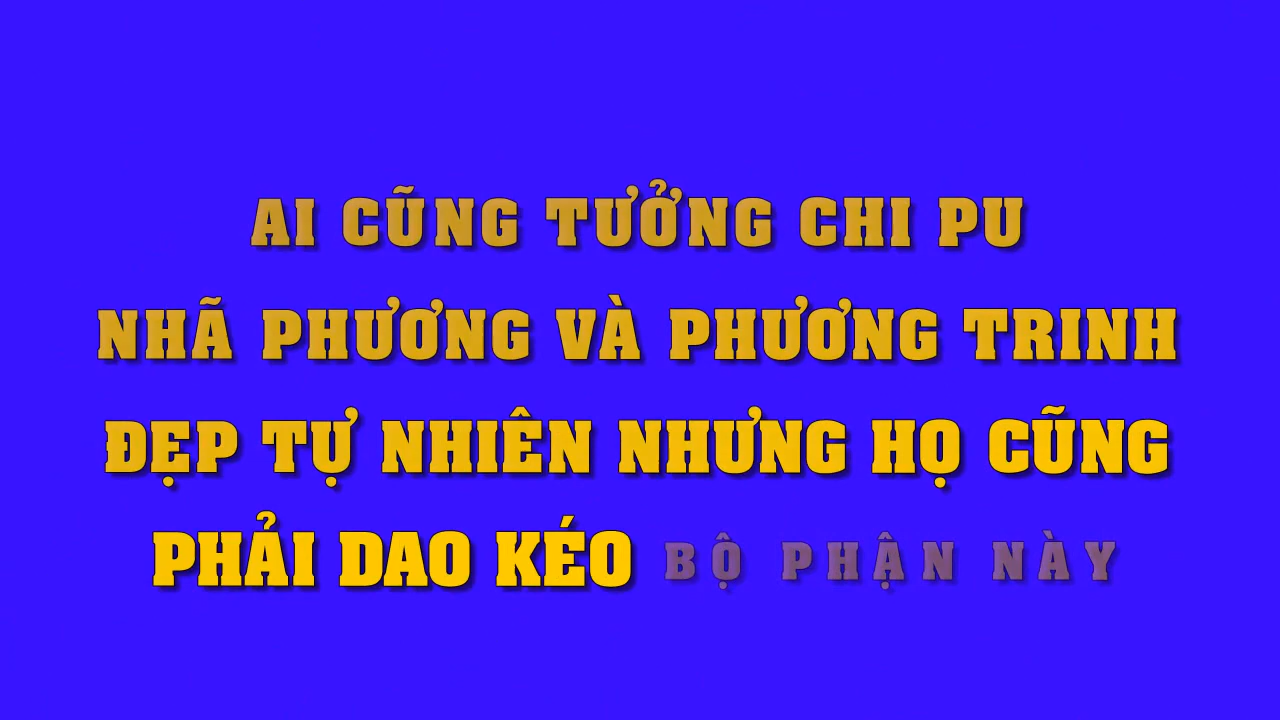 AI CŨNG TƯỞNG CHI PU
NHÃ PHƯƠNG VÀ PHƯƠNG TRINH
ĐẸP TỰ NHIÊN NHƯNG HỌ CŨNG
PHẢI DAO KÉO BỘ PHẬN NÀY